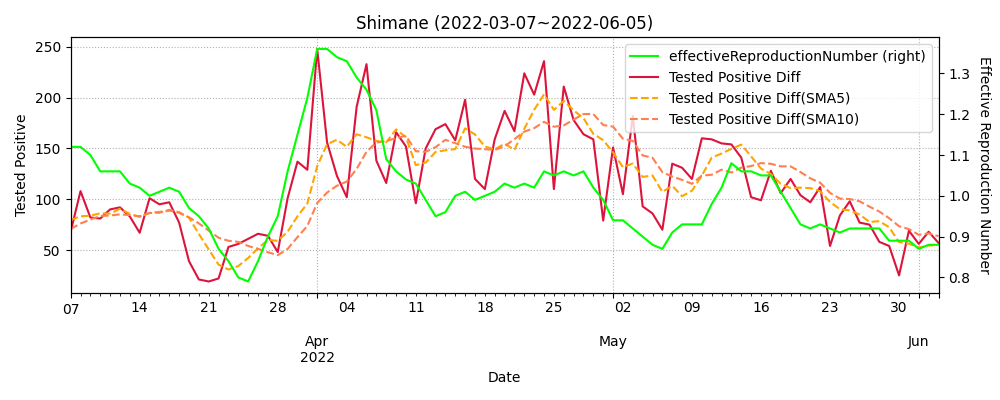 Shimane (2022-03-07~2022-06-05)
effectiveReproductionNumber (right)
Tested Positive Diff
Tested Positive Diff(SMA5)
Tested Positive Diff(SMA10)
Tested Positive
250
200
150
100
50
1.3
1.2
1.1
1.0
0.9
0.8
Effective Reproduction Number
07 14 21 28 04 11 18 25 02 09 16 23 30
Apr May Jun
2022
Date